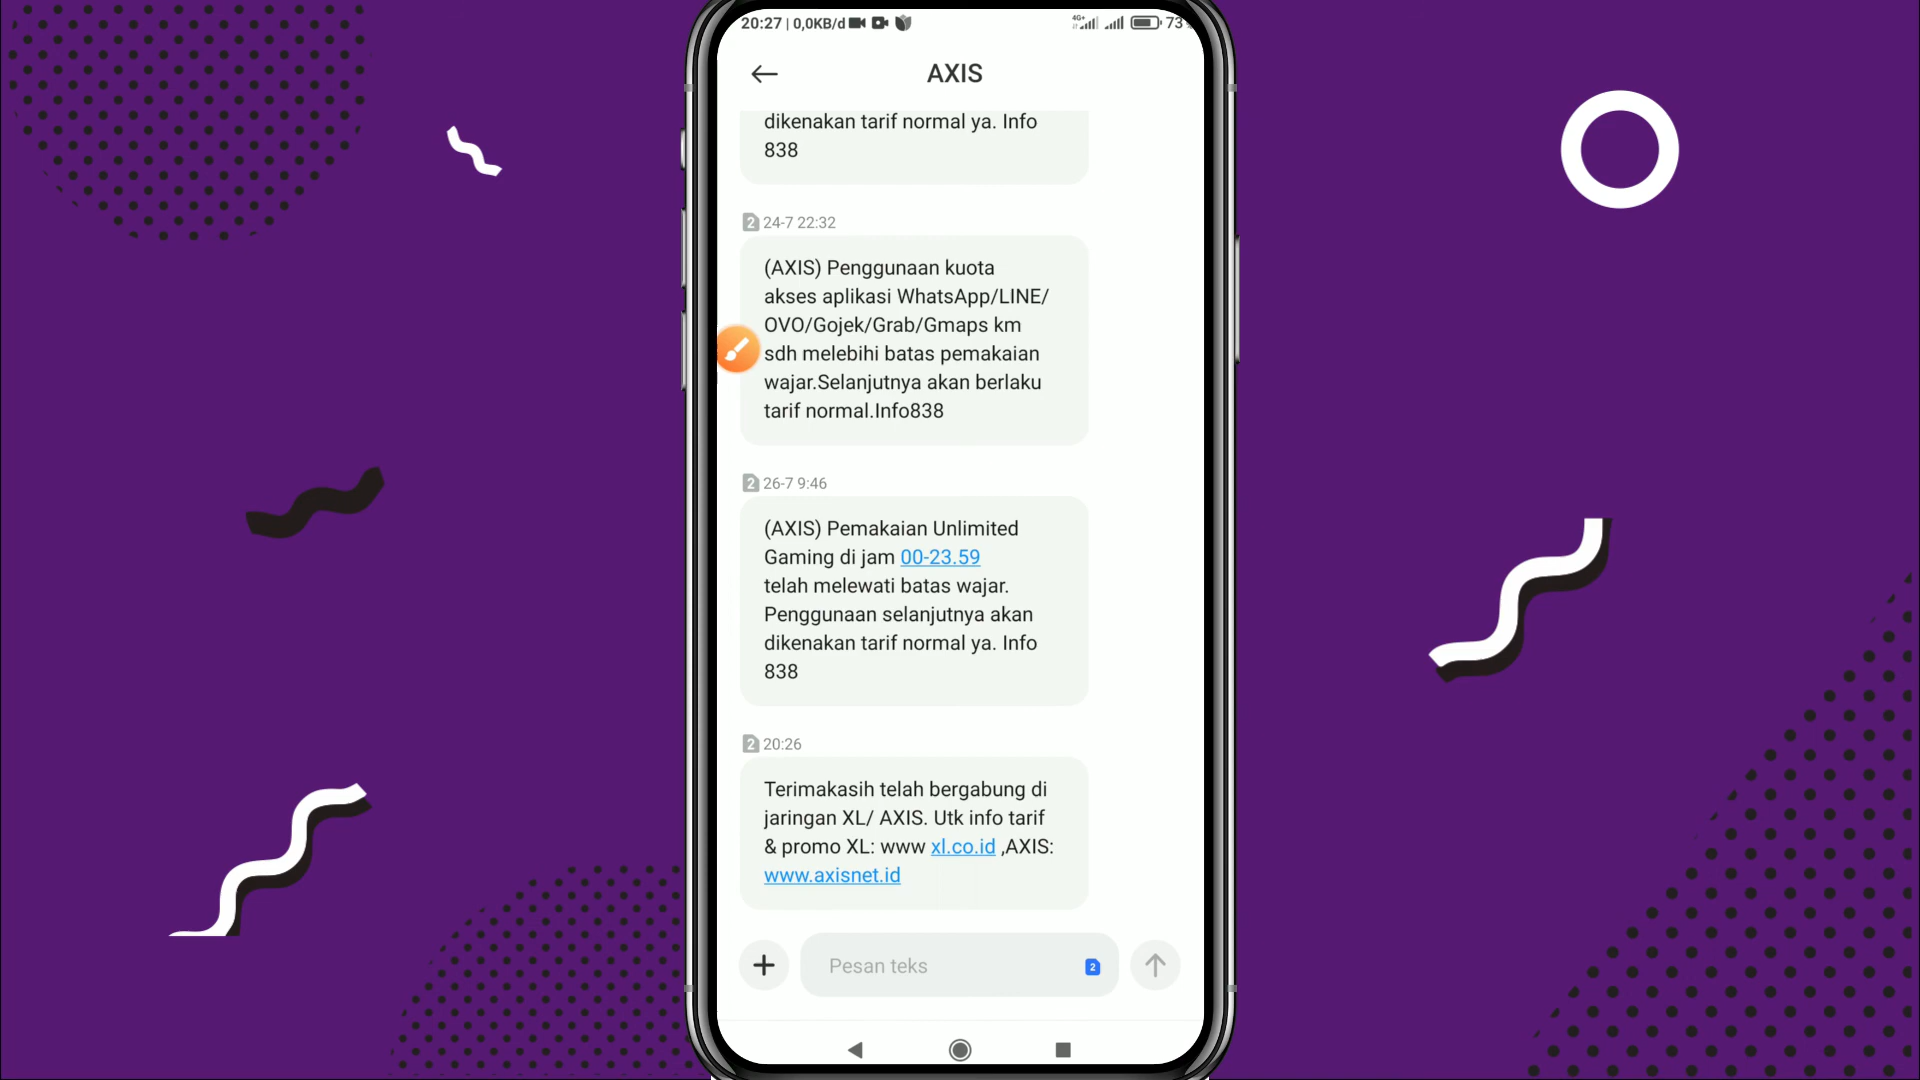 20:27 | 0,0KB/d 4G+ 73
AXIS
dikenakan tarif normal ya. Info
838
2 24-7 22:32
(AXIS) Penggunaan kuota
akses aplikasi WhatsApp/LINE/
OVO/Gojek/Grab/Gmaps km
sdh melebihi batas pemakaian
wajar.Selanjutnya akan berlaku
tarif normal.Info838
2 26-7 9:46
(AXIS) Pemakaian Unlimited
Gaming di jam 00-23.59
telah melewati batas wajar.
Penggunaan selanjutnya akan
dikenakan tarif normal ya. Info
838
2 20:26
Terimakasih telah bergabung di
jaringan XL/ AXIS. Utk info tarif
& promo XL: www xl.co.id ,AXIS:
www.axisnet.id
Pesan teks 2